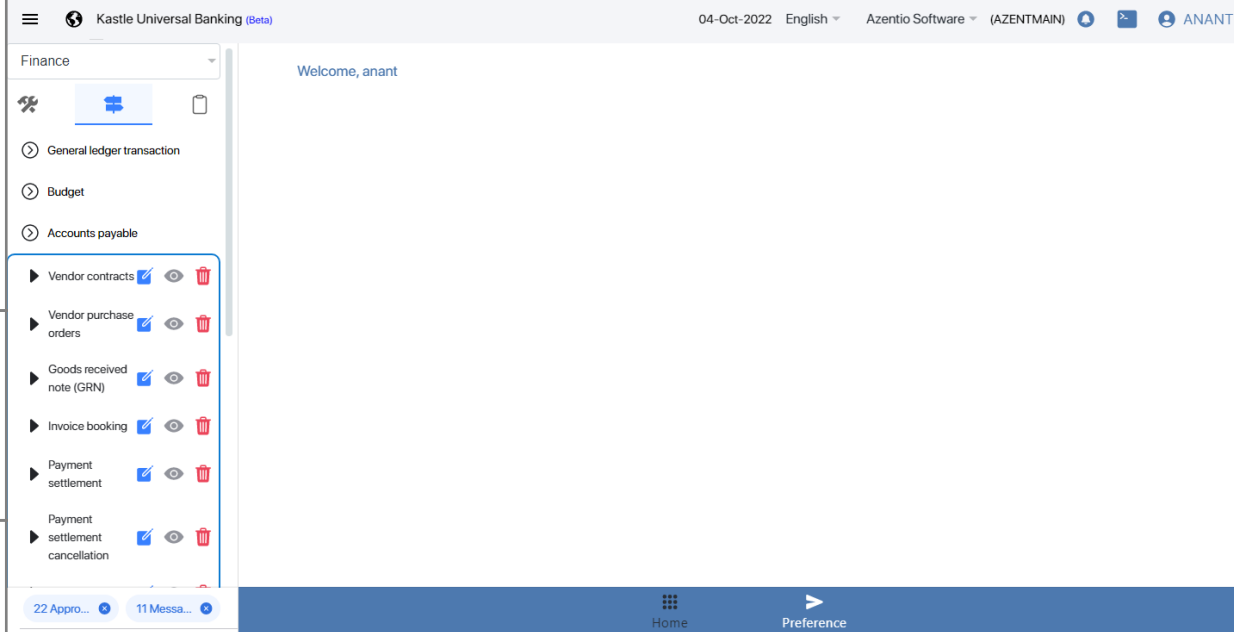 Kastle Universal Banking (Beta)
04-Oct-2022 English Azentio Software (AZENTMAIN) ANANT
Finance
Welcome, anant
General ledger transaction
Budget
Accounts payable
Vendor contracts
Vendor purchase
orders
Goods received
note (GRN)
Invoice booking
Payment
settlement
Payment
settlement
cancellation
22 Appro... 11 Messa...
Home
Preference